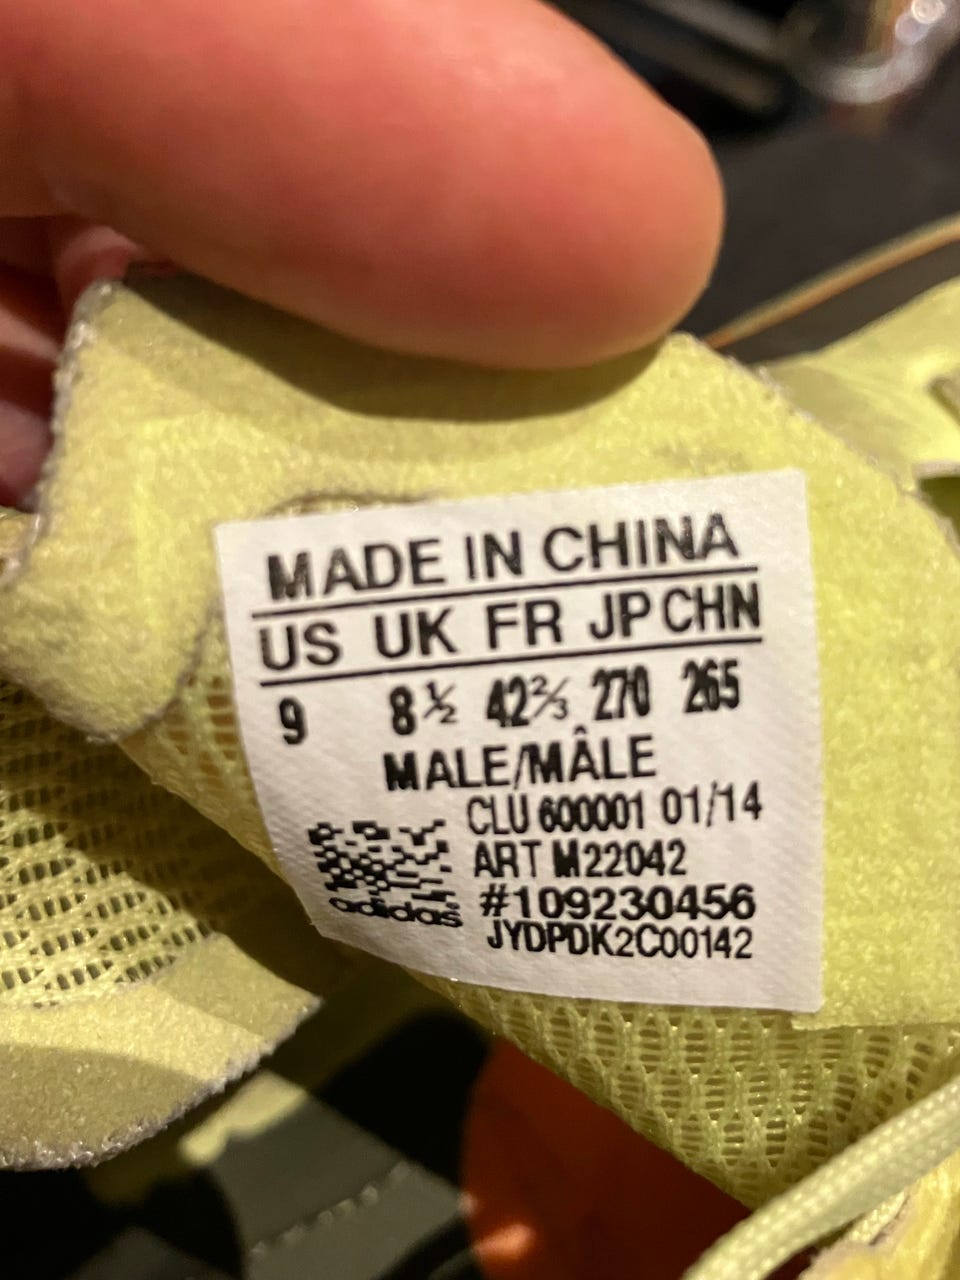 MADE IN CHINA
US UK FR JP CHN
9 8½ 42⅔ 270 265
MALE/MÂLE
CLU 600001 01/14
ART M22042
#109230456
JYDPDK2C00142
adidas